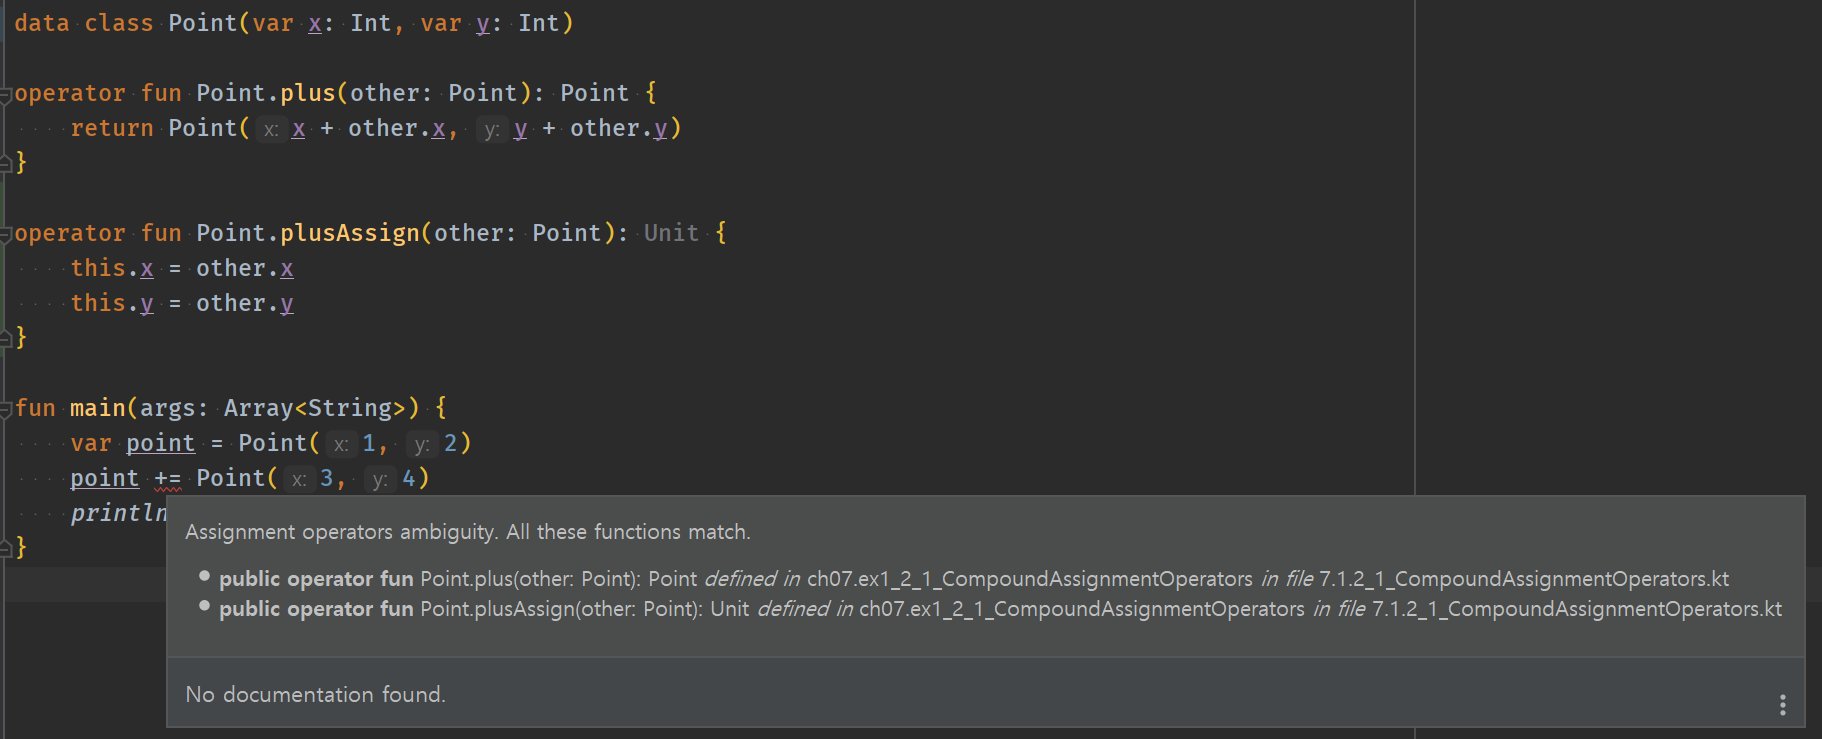 data class Point(var x: Int, var y: Int)
operator fun Point.plus(other: Point): Point {
return Point( x: x + other.x, y: y + other.y)
}
operator fun Point.plusAssign(other: Point): Unit {
this.x = other.x
this.y = other.y
}
fun main(args: Array<String>) {
var point = Point( x: 1, y: 2)
point += Point( x: 3, y: 4)
println
}
Assignment operators ambiguity. All these functions match.
• public operator fun Point.plus(other: Point): Point defined in ch07.ex1_2_1_CompoundAssignmentOperators in file 7.1.2_1_CompoundAssignmentOperators.kt
• public operator fun Point.plusAssign(other: Point): Unit defined in ch07.ex1_2_1_CompoundAssignmentOperators in file 7.1.2_1_CompoundAssignmentOperators.kt
No documentation found.